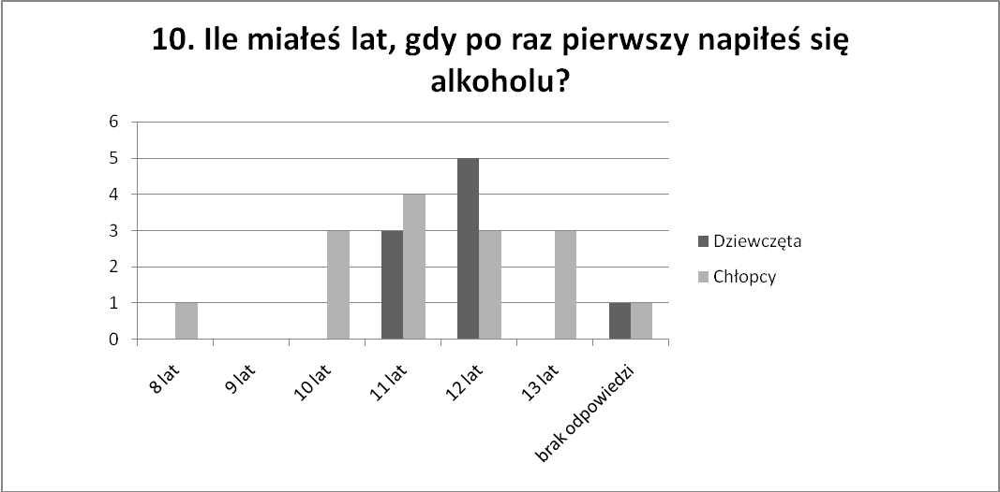 10. Ile miałeś lat, gdy po raz pierwszy napiłeś się
alkoholu?
6
5
4
3
2
1
0
8 lat
9 lat
10 lat
11 lat
12 lat
13 lat
brak odpowiedzi
Dziewczęta
Chłopcy